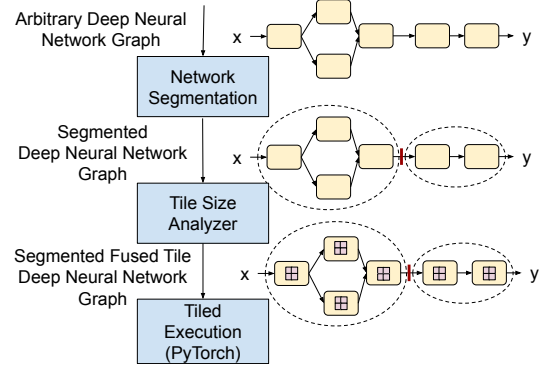 Arbitrary Deep Neural
Network Graph
x
y
Network
Segmentation
Segmented
Deep Neural Network
Graph
x
y
Tile Size
Analyzer
Segmented Fused Tile
Deep Neural Network
Graph
x
y
Tiled
Execution
(PyTorch)